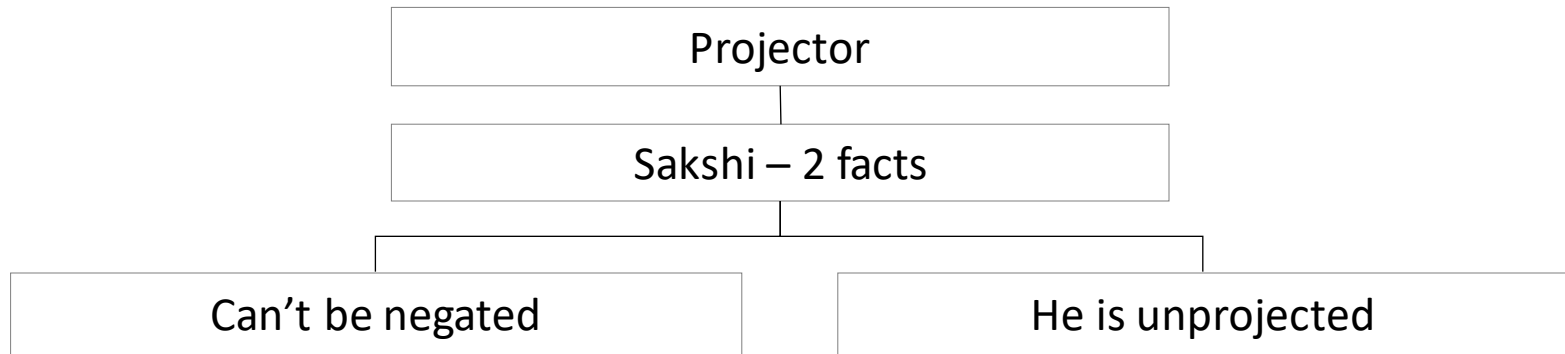 Projector
Sakshi – 2 facts
Can’t be negated
He is unprojected